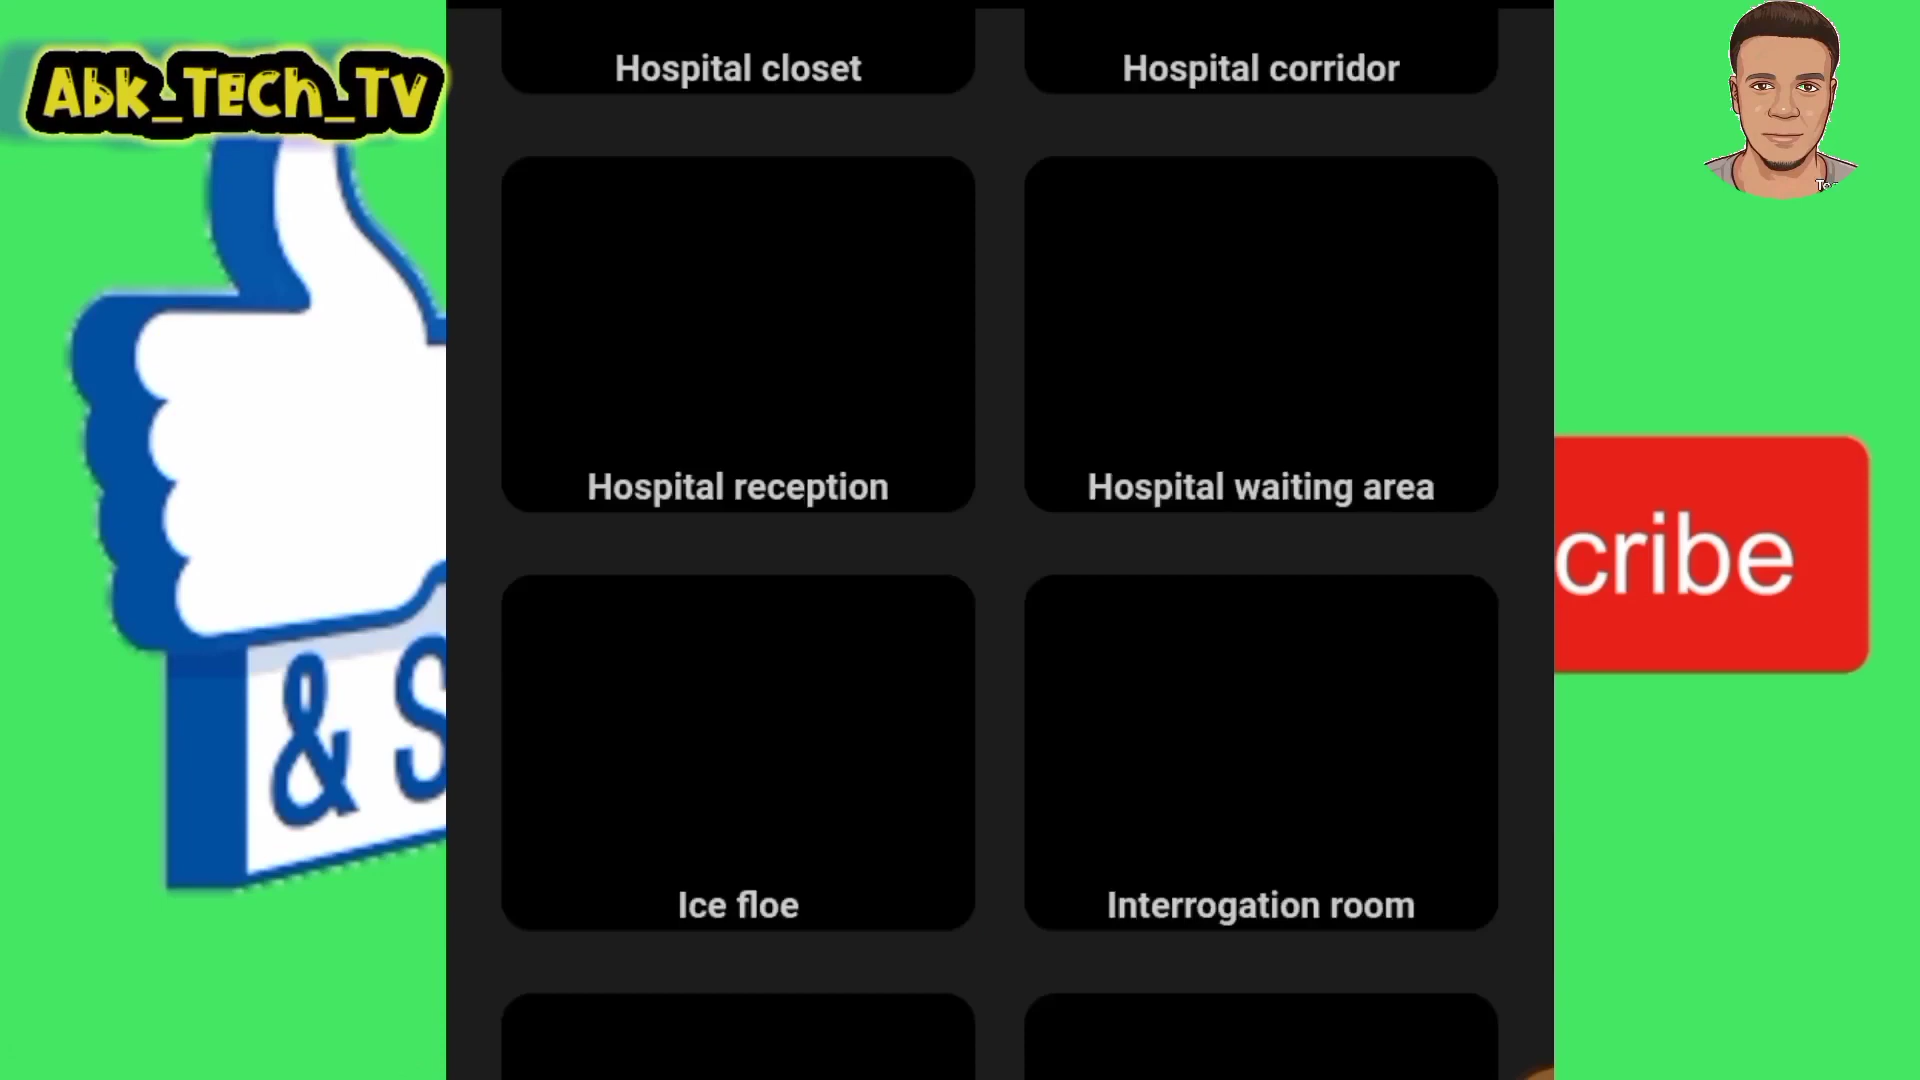 Abk_Tech_Tv
Hospital closet
Hospital corridor
Hospital reception
Hospital waiting area
cribe
& S
Ice floe
Interrogation room